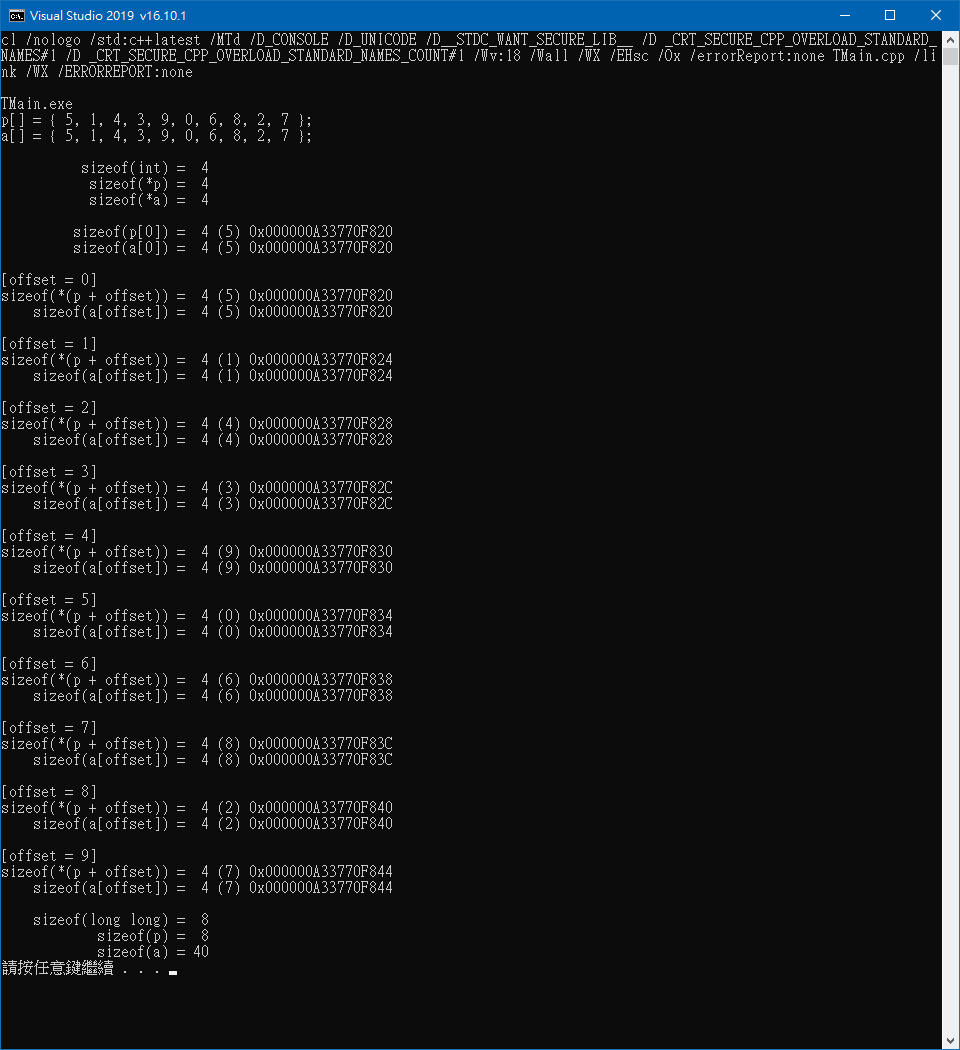 Visual Studio 2019 v16.10.1
cl /nologo /std:c++latest /MTd /D_CONSOLE /D_UNICODE /D__STDC_WANT_SECURE_LIB__ /D _CRT_SECURE_CPP_OVERLOAD_STANDARD_
NAMES#1 /D _CRT_SECURE_CPP_OVERLOAD_STANDARD_NAMES_COUNT#1 /Wv:18 /Wall /WX /EHsc /Ox /errorReport:none TMain.cpp /li
nk /WX /ERRORREPORT:none
TMain.exe
p[] = { 5, 1, 4, 3, 9, 0, 6, 8, 2, 7 };
a[] = { 5, 1, 4, 3, 9, 0, 6, 8, 2, 7 };
sizeof(int) = 4
sizeof(*p) = 4
sizeof(*a) = 4
sizeof(p[0]) = 4 (5) 0x000000A33770F820
sizeof(a[0]) = 4 (5) 0x000000A33770F820
[offset = 0]
sizeof(*(p + offset)) = 4 (5) 0x000000A33770F820
sizeof(a[offset]) = 4 (5) 0x000000A33770F820
[offset = 1]
sizeof(*(p + offset)) = 4 (1) 0x000000A33770F824
sizeof(a[offset]) = 4 (1) 0x000000A33770F824
[offset = 2]
sizeof(*(p + offset)) = 4 (4) 0x000000A33770F828
sizeof(a[offset]) = 4 (4) 0x000000A33770F828
[offset = 3]
sizeof(*(p + offset)) = 4 (3) 0x000000A33770F82C
sizeof(a[offset]) = 4 (3) 0x000000A33770F82C
[offset = 4]
sizeof(*(p + offset)) = 4 (9) 0x000000A33770F830
sizeof(a[offset]) = 4 (9) 0x000000A33770F830
[offset = 5]
sizeof(*(p + offset)) = 4 (0) 0x000000A33770F834
sizeof(a[offset]) = 4 (0) 0x000000A33770F834
[offset = 6]
sizeof(*(p + offset)) = 4 (6) 0x000000A33770F838
sizeof(a[offset]) = 4 (6) 0x000000A33770F838
[offset = 7]
sizeof(*(p + offset)) = 4 (8) 0x000000A33770F83C
sizeof(a[offset]) = 4 (8) 0x000000A33770F83C
[offset = 8]
sizeof(*(p + offset)) = 4 (2) 0x000000A33770F840
sizeof(a[offset]) = 4 (2) 0x000000A33770F840
[offset = 9]
sizeof(*(p + offset)) = 4 (7) 0x000000A33770F844
sizeof(a[offset]) = 4 (7) 0x000000A33770F844
sizeof(long long) = 8
sizeof(p) = 8
sizeof(a) = 40
請按任意鍵繼續 . . .